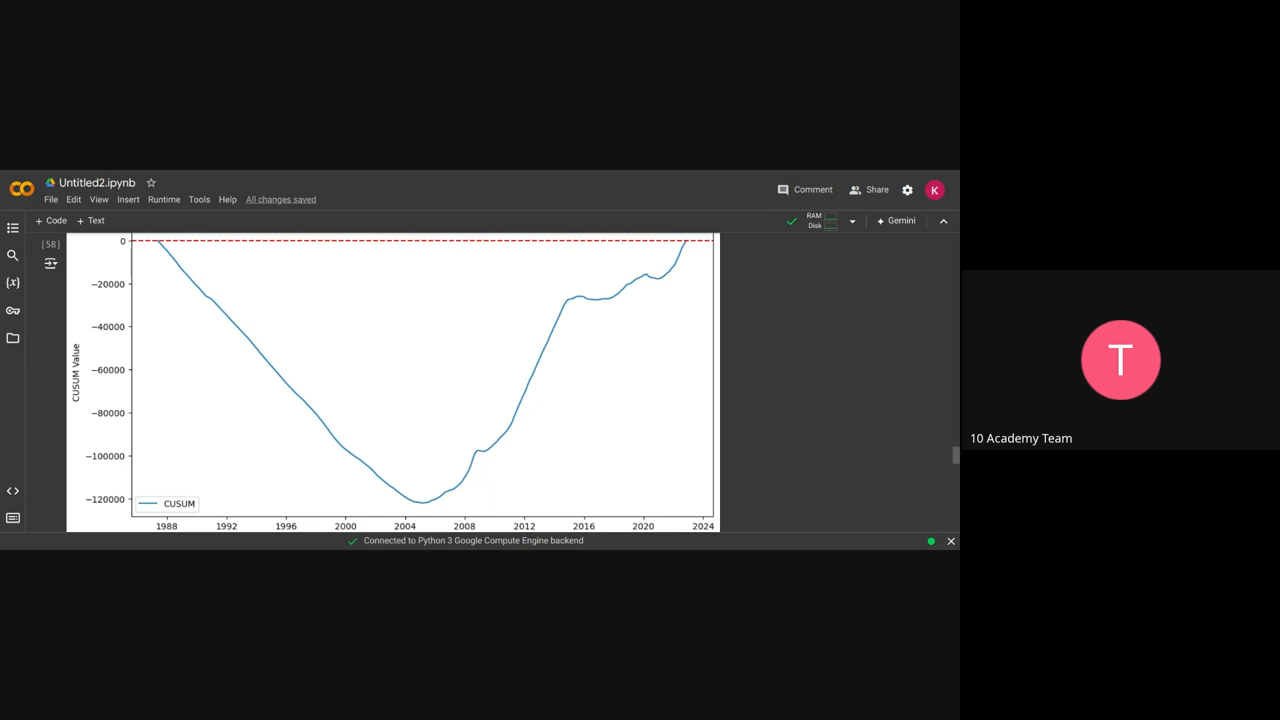 Untitled2.ipynb
File Edit View Insert Runtime Tools Help All changes saved
Comment Share K
+ Code + Text
RAM
Disk
Gemini
[58]
{x}
0
−20000
−40000
−60000
−80000
−100000
−120000
CUSUM Value
CUSUM
1988 1992 1996 2000 2004 2008 2012 2016 2020 2024
Connected to Python 3 Google Compute Engine backend
T
10 Academy Team